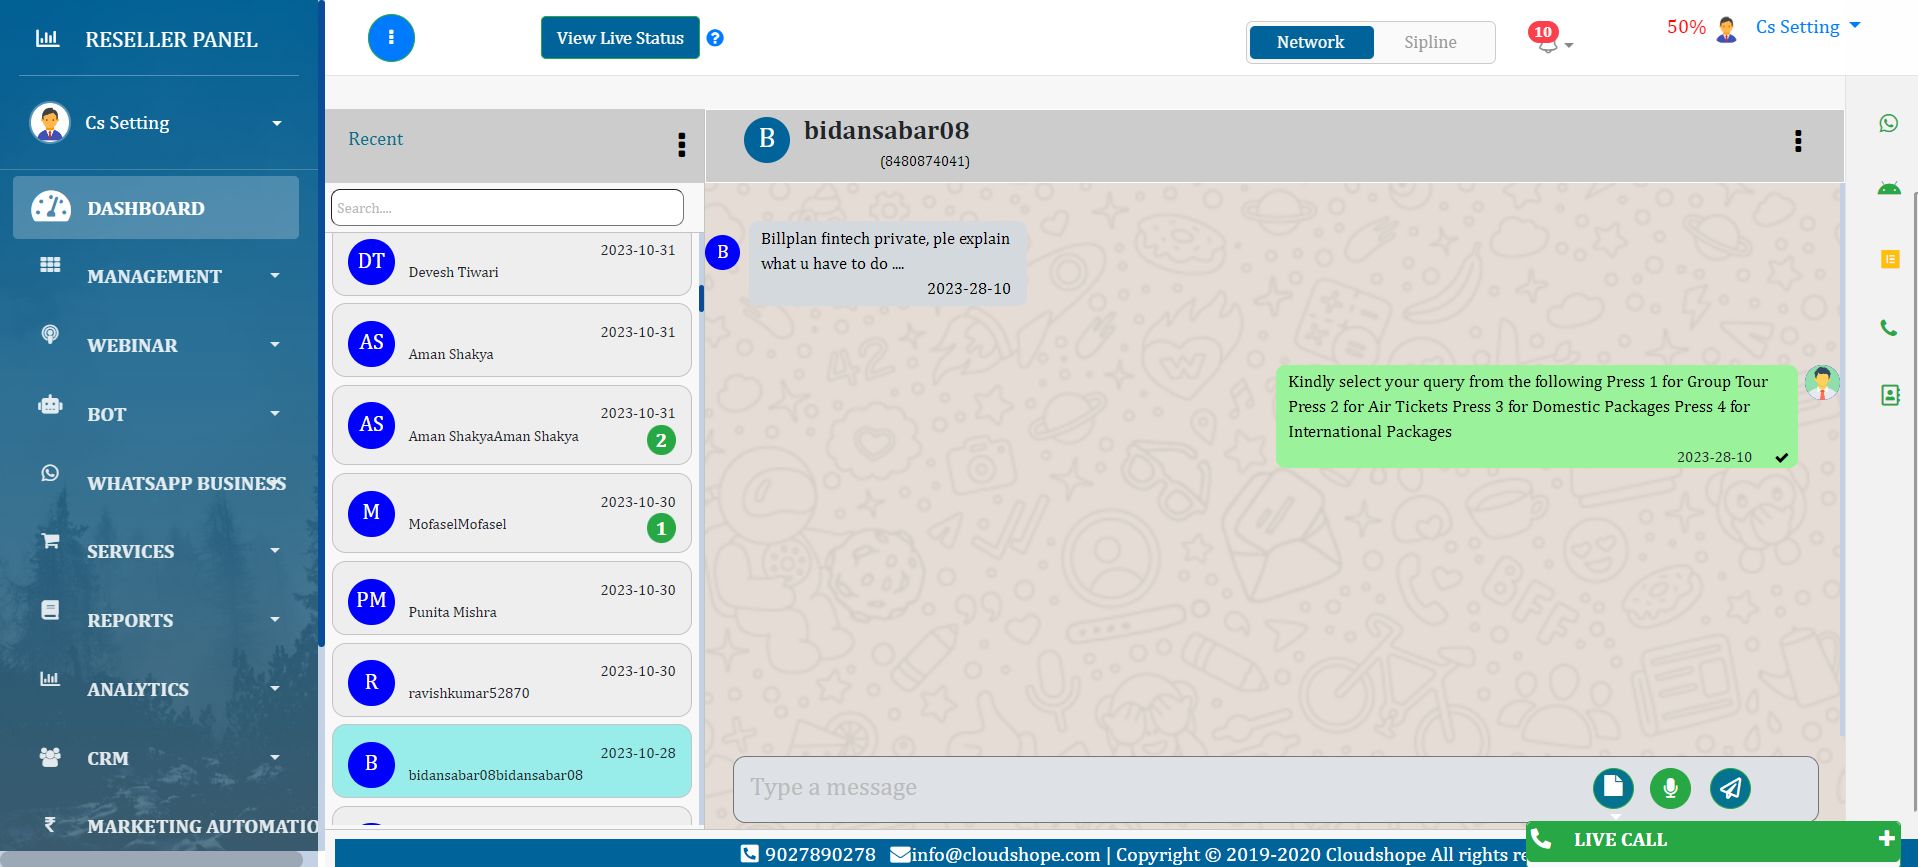 RESELLER PANEL
Cs Setting
DASHBOARD
MANAGEMENT
WEBINAR
BOT
WHATSAPP BUSINESS
SERVICES
REPORTS
ANALYTICS
CRM
MARKETING AUTOMATIO
View Live Status
Network
Sipline
10
50%
Cs Setting
Recent
Search....
2023-10-31
DT
Devesh Tiwari
2023-10-31
AS
Aman Shakya
2023-10-31
AS
Aman ShakyaAman Shakya
2
2023-10-30
M
MofaselMofasel
1
2023-10-30
PM
Punita Mishra
2023-10-30
R
ravishkumar52870
2023-10-28
B
bidansabar08bidansabar08
B
bidansabar08
(8480874041)
B
Billplan fintech private, ple explain
what u have to do ....
2023-28-10
Kindly select your query from the following Press 1 for Group Tour
Press 2 for Air Tickets Press 3 for Domestic Packages Press 4 for
International Packages
2023-28-10
Type a message
9027890278 info@cloudshope.com | Copyright © 2019-2020 Cloudshope All rights re
LIVE CALL